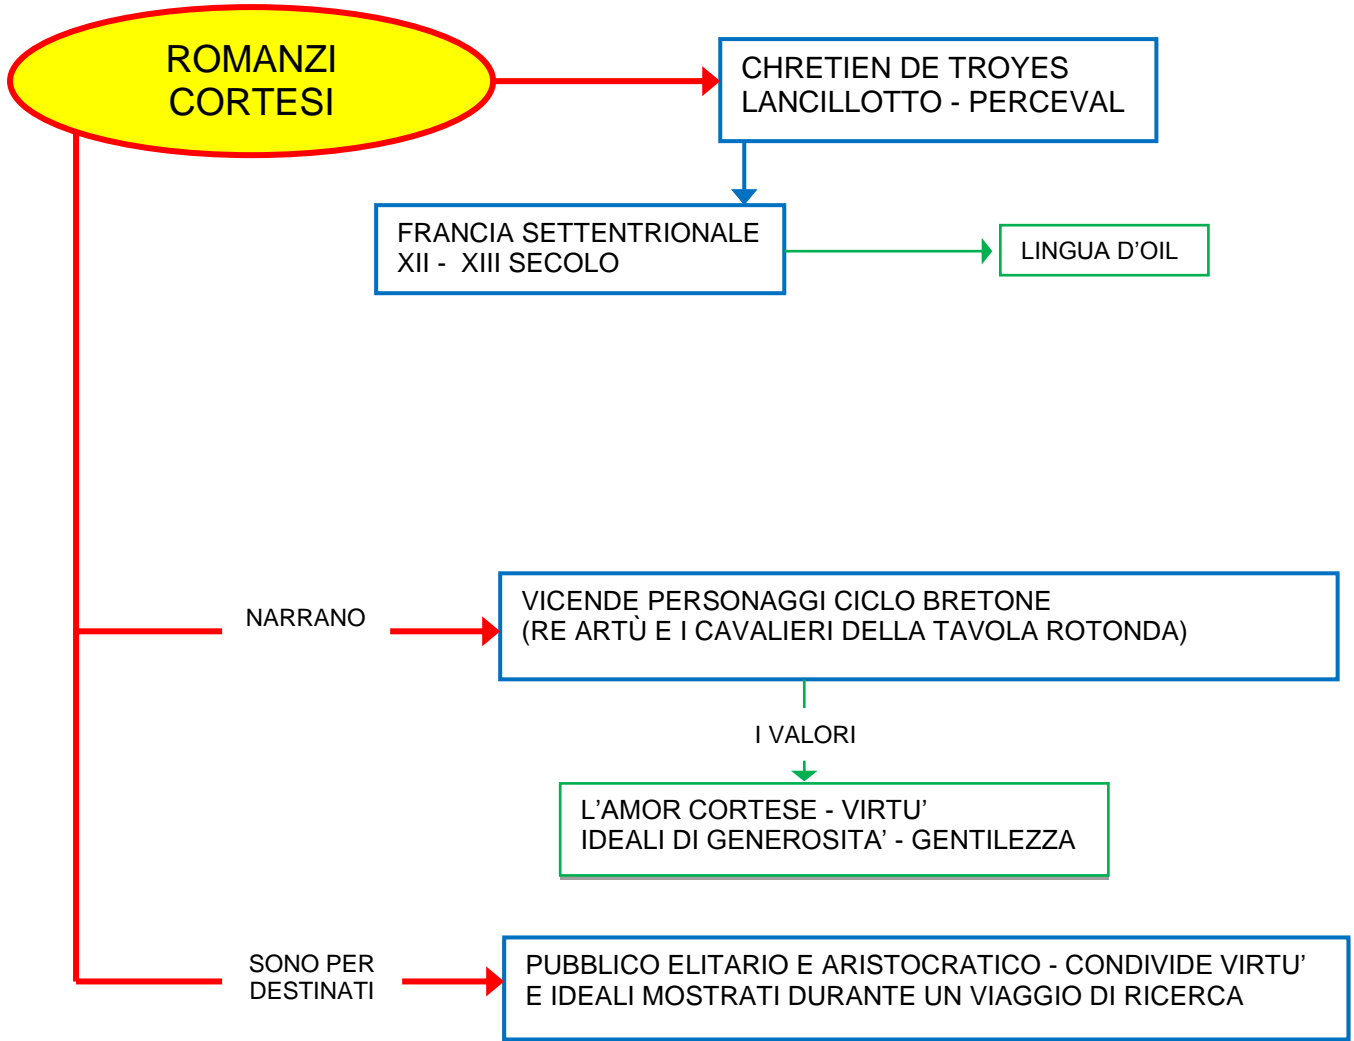 ROMANZI
CORTESI
CHRETIEN DE TROYES
LANCILLOTTO - PERCEVAL
FRANCIA SETTENTRIONALE
XII - XIII SECOLO
LINGUA D'OIL
NARRANO
VICENDE PERSONAGGI CICLO BRETONE
(RE ARTÙ E I CAVALIERI DELLA TAVOLA ROTONDA)
I VALORI
L’AMOR CORTESE - VIRTU’
IDEALI DI GENEROSITA’ - GENTILEZZA
SONO PER
DESTINATI
PUBBLICO ELITARIO E ARISTOCRATICO - CONDIVIDE VIRTU’
E IDEALI MOSTRATI DURANTE UN VIAGGIO DI RICERCA